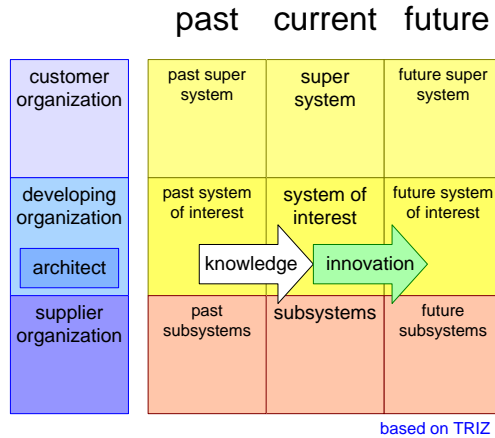 past current future
customer
organization
past super
system
super
system
future super
system
developing
organization
past system
of interest
system of
interest
future system
of interest
architect
knowledge
innovation
supplier
organization
past
subsystems
subsystems
future
subsystems
based on TRIZ